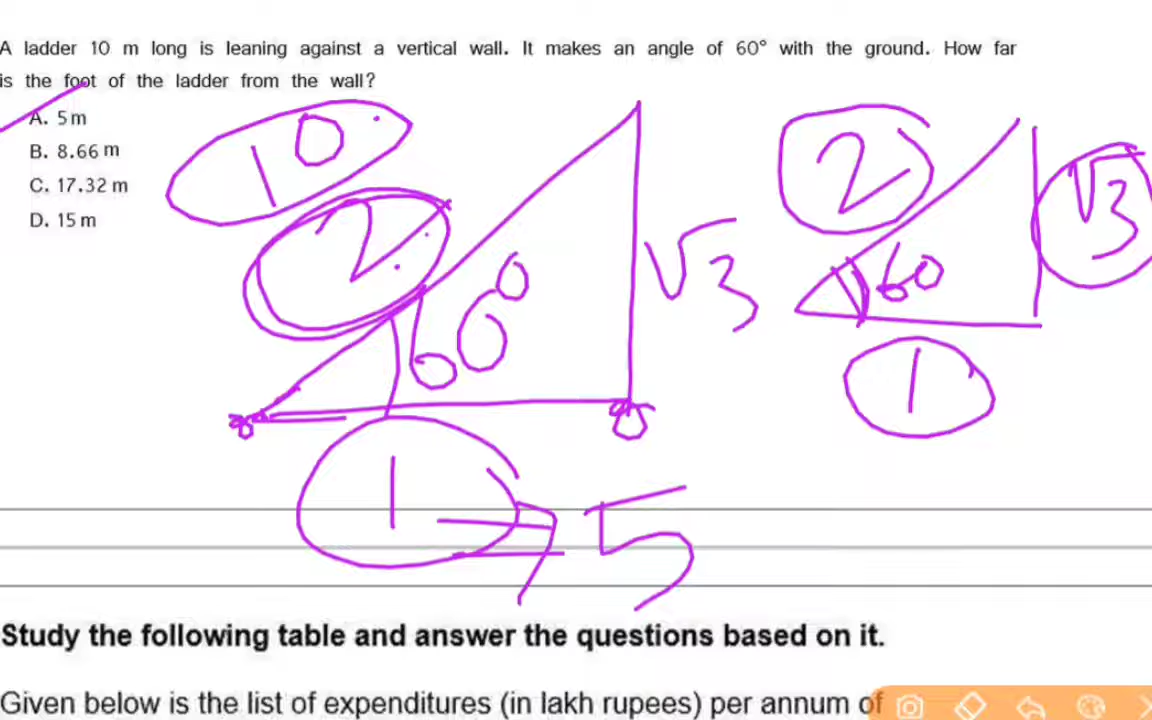 A ladder 10 m long is leaning against a vertical wall. It makes an angle of 60° with the ground. How far
is the foot of the ladder from the wall?
A. 5m
B. 8.66 m
C. 17.32 m
D. 15 m
10
2
60°
√3
1 => 5
2
60
√3
1
Study the following table and answer the questions based on it.
Given below is the list of expenditures (in lakh rupees) per annum of